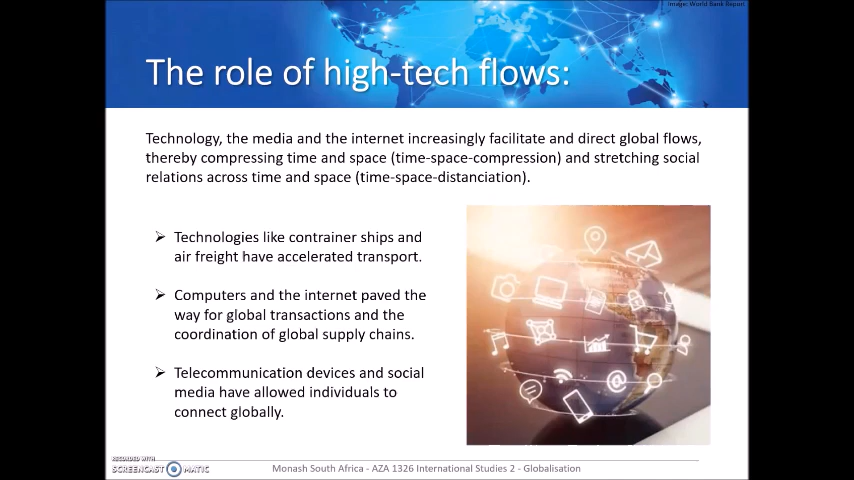 Image: World Bank Report
The role of high-tech flows:
Technology, the media and the internet increasingly facilitate and direct global flows,
thereby compressing time and space (time-space-compression) and stretching social
relations across time and space (time-space-distanciation).
➢ Technologies like contrainer ships and
air freight have accelerated transport.
➢ Computers and the internet paved the
way for global transactions and the
coordination of global supply chains.
➢ Telecommunication devices and social
media have allowed individuals to
connect globally.
RECORDED WITH
SCREENCAST MATIC
Monash South Africa - AZA 1326 International Studies 2 - Globalisation